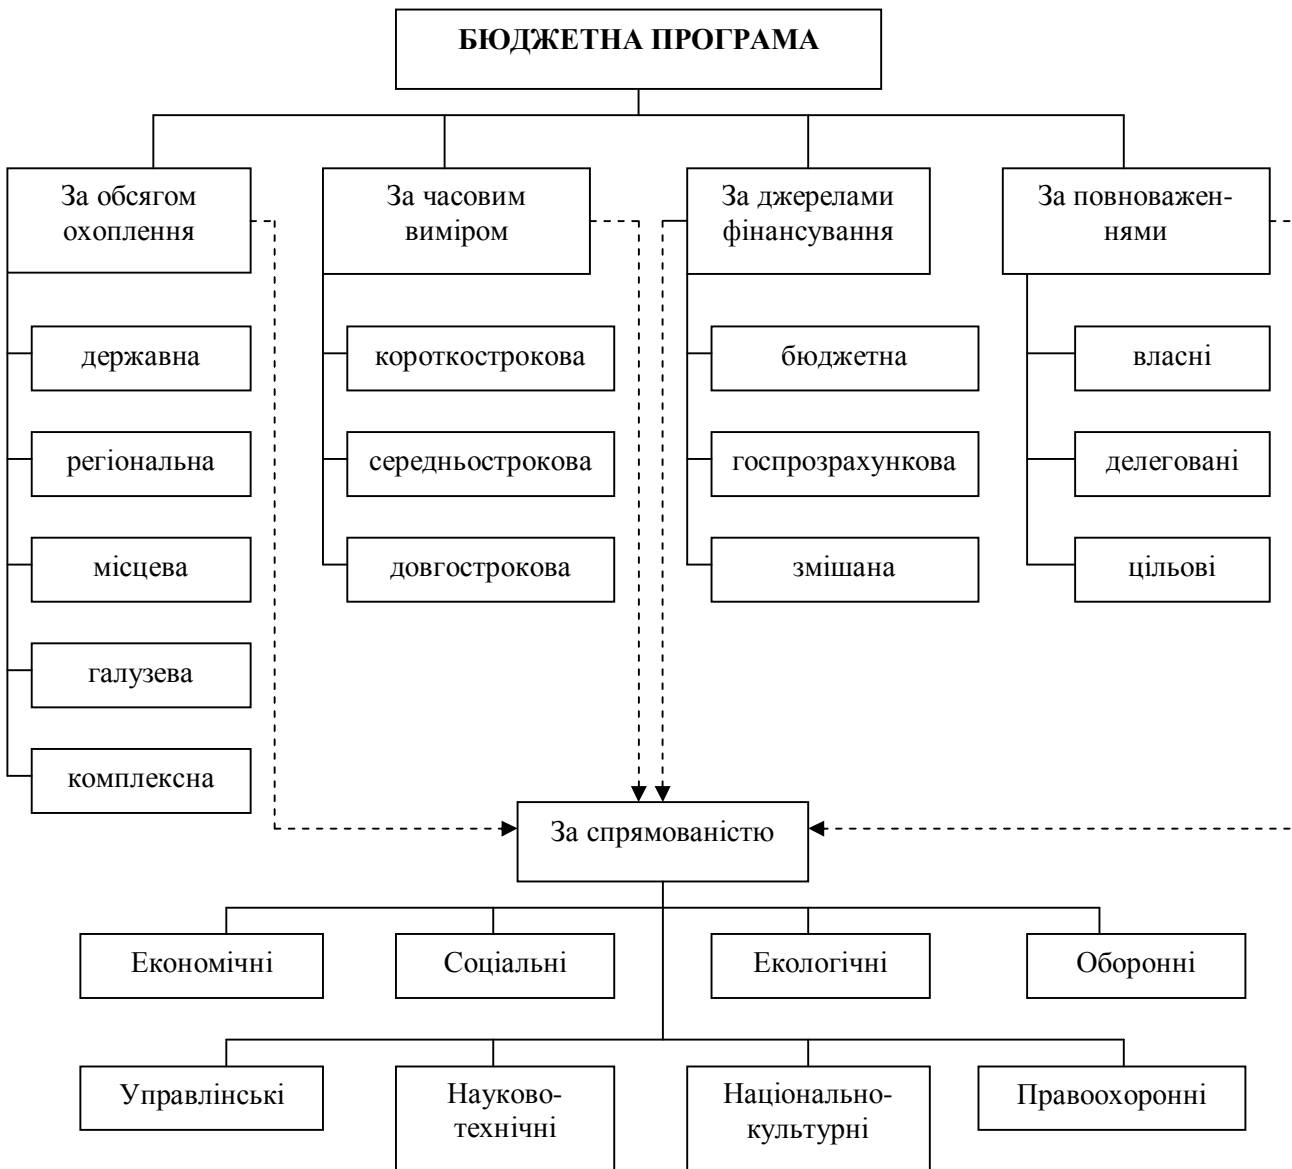 БЮДЖЕТНА ПРОГРАМА
За обсягом
охоплення
За часовим
виміром
За джерелами
фінансування
За повноважен-
нями
державна
короткострокова
бюджетна
власні
регіональна
середньострокова
госпрозрахункова
делеговані
місцева
довгострокова
змішана
цільові
галузева
комплексна
За спрямованістю
Економічні
Соціальні
Екологічні
Оборонні
Управлінські
Науково-
технічні
Національно-
культурні
Правоохоронні